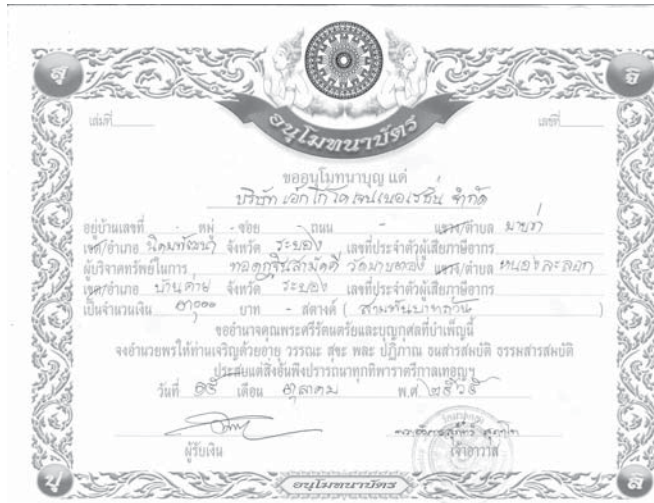 สุ
จิ
เล่มที่
เลขที่
อนุโมทนาบัตร
ขออนุโมทนาบุญ แด่
บริษัท เอ็กโก โคเจนเนอเรชั่น จำกัด
อยู่บ้านเลขที่ - หมู่ - ซอย - ถนน - แขวง/ตำบล มาบข่า
เขต/อำเภอ นิคมพัฒนา จังหวัด ระยอง เลขที่ประจำตัวผู้เสียภาษีอากร
ผู้บริจาคทรัพย์ในการ ทอดกฐินสามัคคี วัดมาบตอง แขวง/ตำบล หนองละลอก
เขต/อำเภอ บ้านค่าย จังหวัด ระยอง เลขที่ประจำตัวผู้เสียภาษีอากร
เป็นจำนวนเงิน ๓,๐๐๐ บาท - สตางค์ ( สามพันบาทถ้วน )
ขออำนาจคุณพระศรีรัตนตรัยและบุญกุศลที่บำเพ็ญนี้
จงอำนวยพรให้ท่านเจริญด้วยอายุ วรรณะ สุขะ พละ ปฏิภาณ ธนสารสมบัติ ธรรมสารสมบัติ
ประสบแต่สิ่งอันพึงปรารถนาทุกทิพาราตรีกาลเทอญฯ
วันที่ เดือน ตุลาคม พ.ศ.
ผู้รับเงิน
เจ้าอาวาส
ปุ
อนุโมทนาบัตร
ลิ